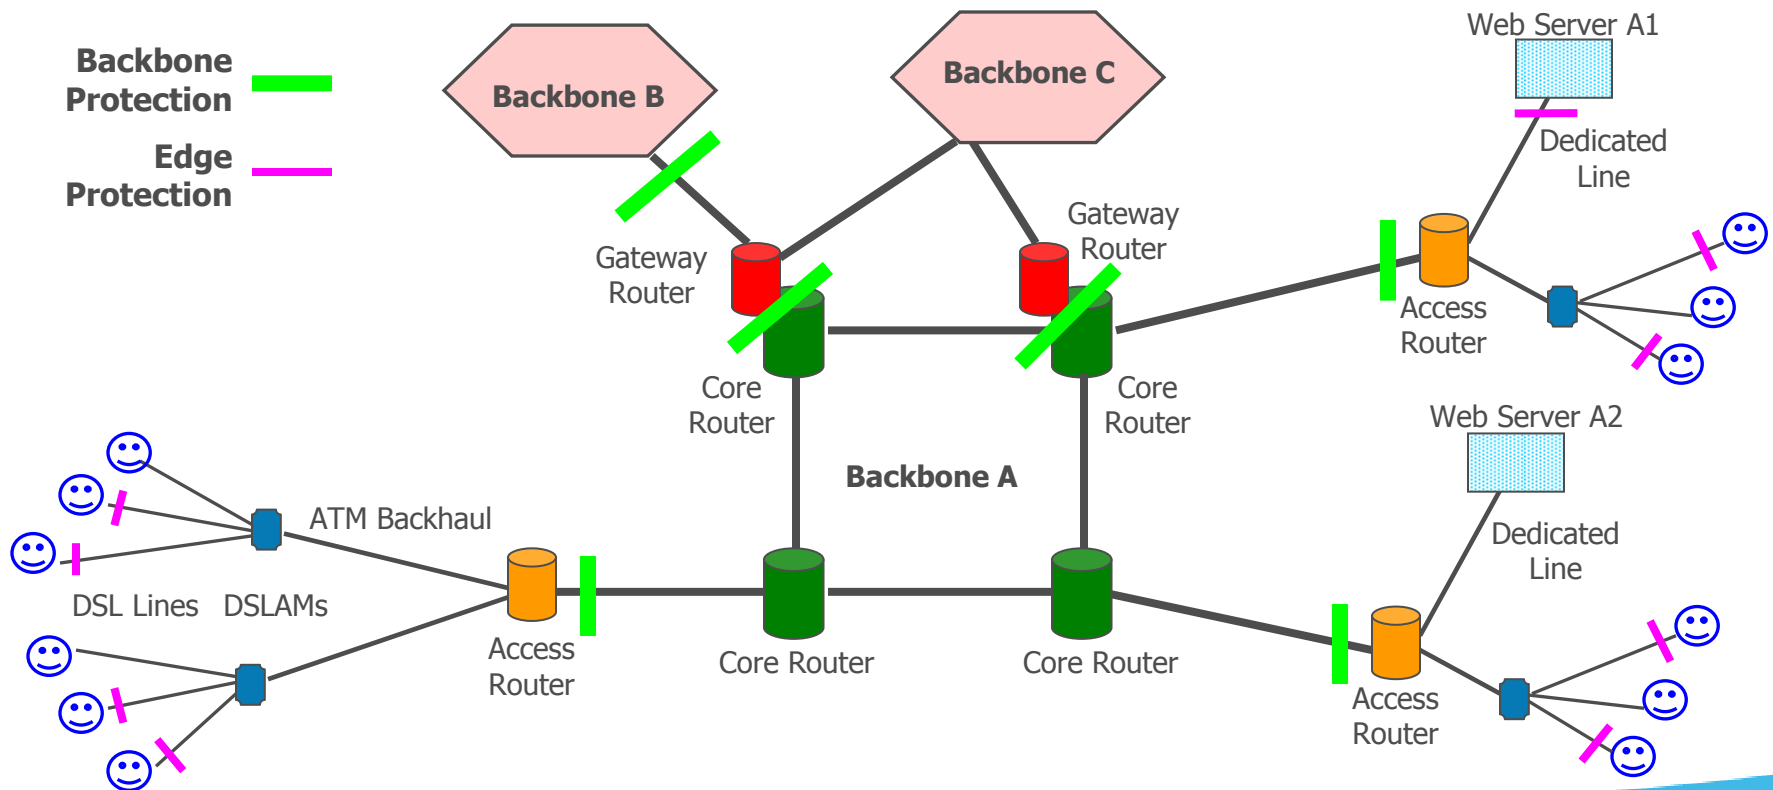 Backbone
Protection
Edge
Protection
Backbone B
Backbone C
Web Server A1
Dedicated
Line
Gateway
Router
Gateway
Router
Access
Router
Core
Router
Core
Router
Web Server A2
Backbone A
ATM Backhaul
Dedicated
Line
DSL Lines
DSLAMs
Access
Router
Core Router
Core Router
Access
Router